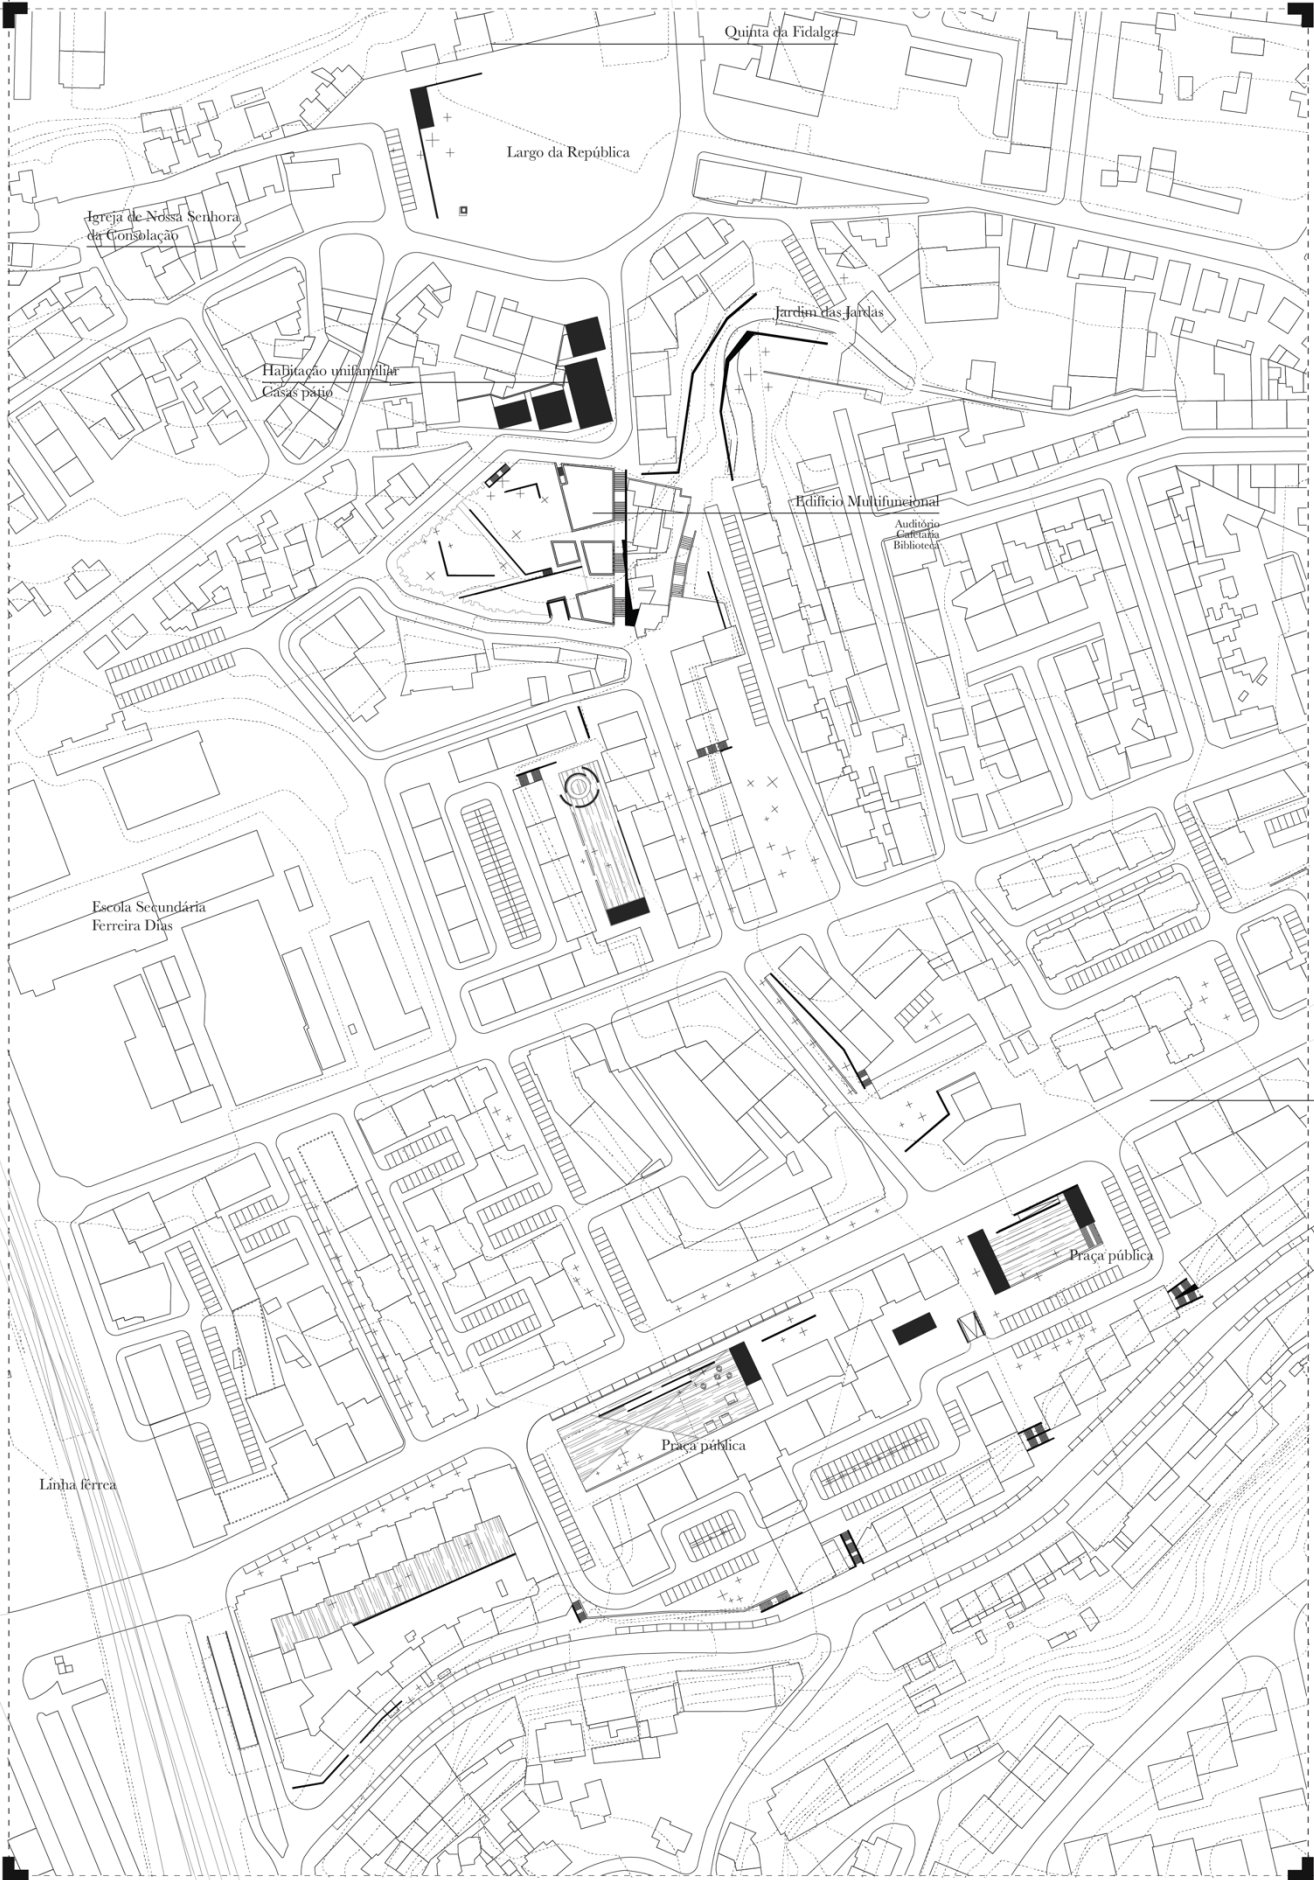 Quinta da Fidalga
Largo da República
Igreja de Nossa Senhora
da Consolação
Jardim das Jardas
Habitação unifamiliar
Casas pátio
Edifício Multifuncional
Auditório
Cafetaria
Biblioteca
Escola Secundária
Ferreira Dias
Praça pública
Praça pública
Linha férrea